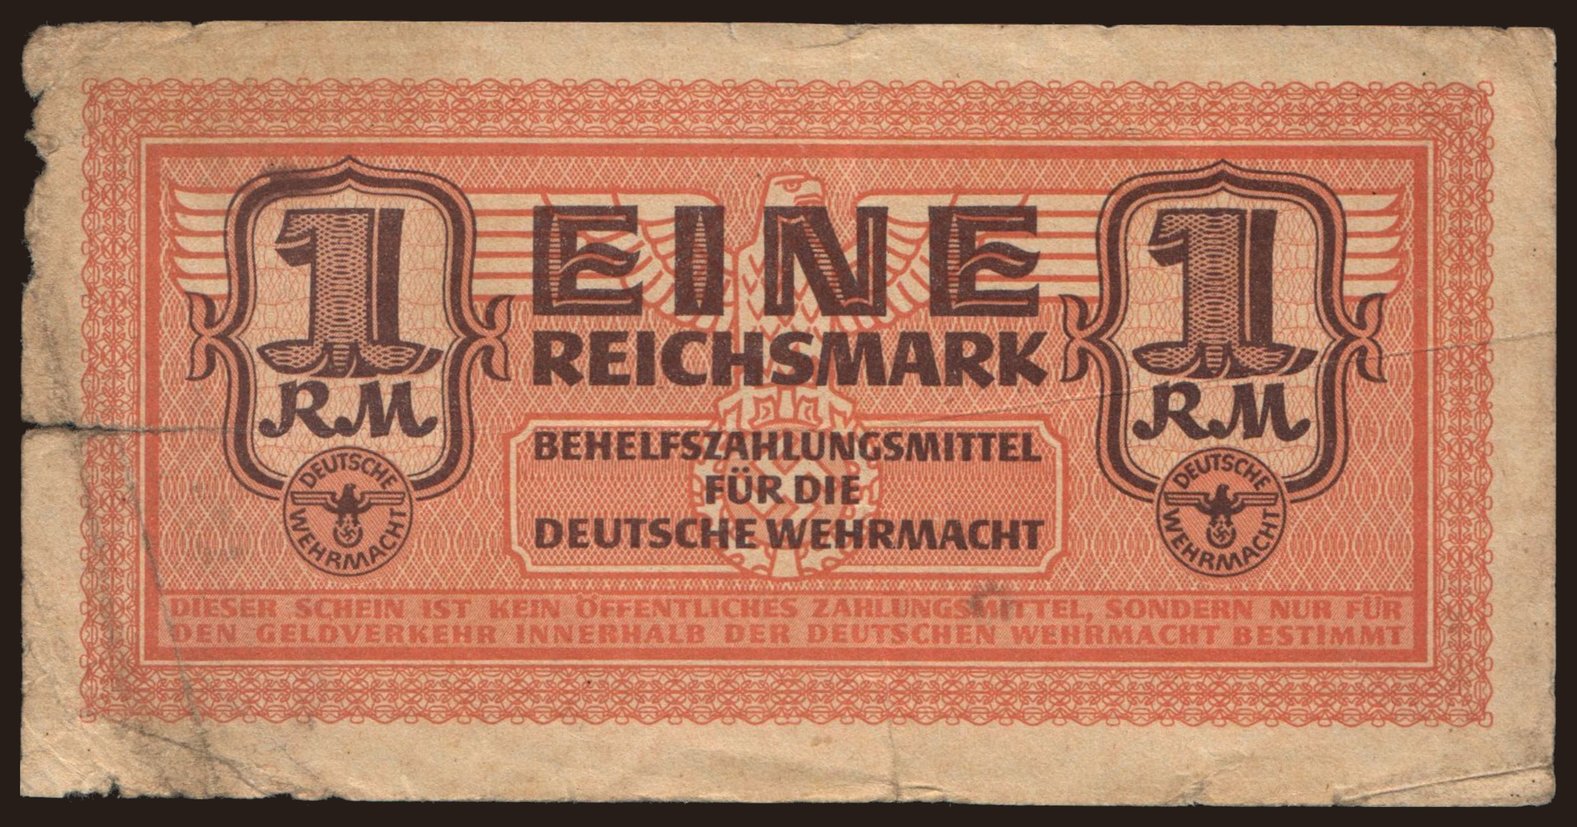 1
RM
DEUTSCHE
WEHRMACHT
EINE
REICHSMARK
BEHELFSZAHLUNGSMITTEL
FÜR DIE
DEUTSCHE WEHRMACHT
1
RM
DEUTSCHE
WEHRMACHT
DIESER SCHEIN IST KEIN ÖFFENTLICHES ZAHLUNGSMITTEL, SONDERN NUR FÜR
DEN GELDVERKEHR INNERHALB DER DEUTSCHEN WEHRMACHT BESTIMMT